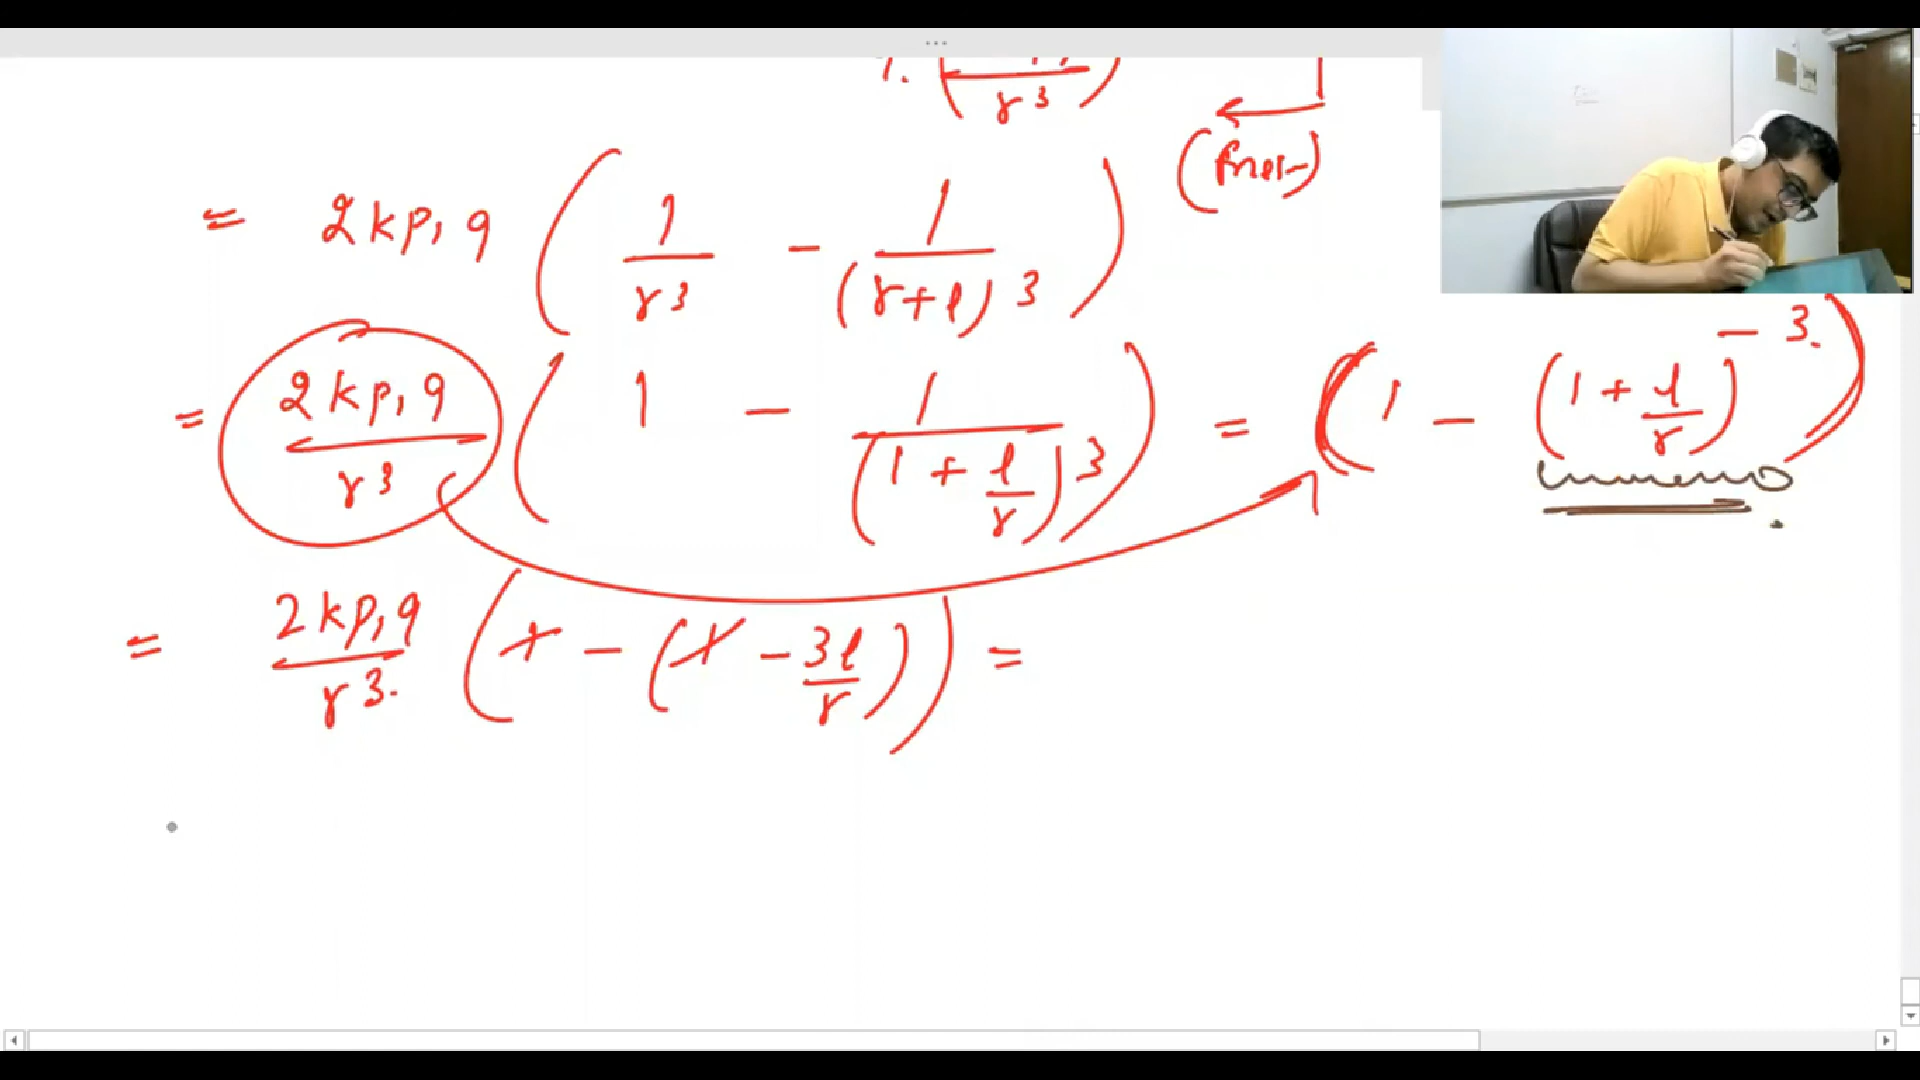 r³
= 2kp₁q ( 1/r³ - 1/(r+l)³ )
= 2kp₁q/r³ ( 1 - 1/(1 + l/r)³ ) = ( 1 - (1 + l/r)^-3. )
= 2kp₁q/r³. ( 1 - (1 - 3l/r) ) =